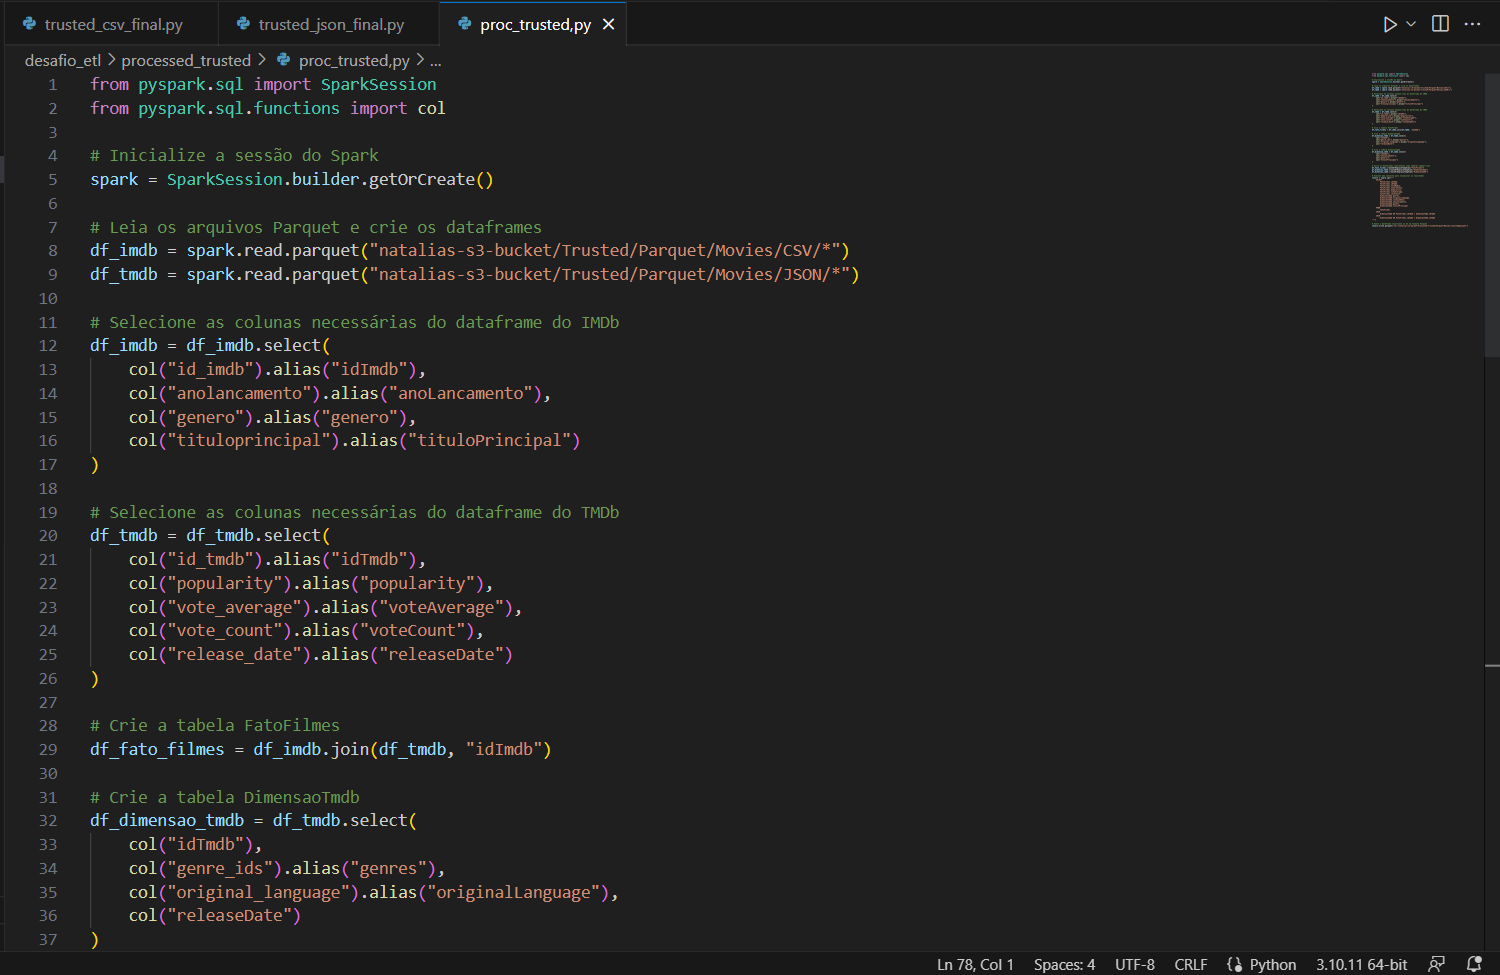 trusted_csv_final.py trusted_json_final.py proc_trusted,py
desafio_etl > processed_trusted > proc_trusted,py > ...
1 from pyspark.sql import SparkSession
2 from pyspark.sql.functions import col
3
4 # Inicialize a sessão do Spark
5 spark = SparkSession.builder.getOrCreate()
6
7 # Leia os arquivos Parquet e crie os dataframes
8 df_imdb = spark.read.parquet("natalias-s3-bucket/Trusted/Parquet/Movies/CSV/*")
9 df_tmdb = spark.read.parquet("natalias-s3-bucket/Trusted/Parquet/Movies/JSON/*")
10
11 # Selecione as colunas necessárias do dataframe do IMDb
12 df_imdb = df_imdb.select(
13     col("id_imdb").alias("idImdb"),
14     col("anolancamento").alias("anoLancamento"),
15     col("genero").alias("genero"),
16     col("tituloprincipal").alias("tituloPrincipal")
17 )
18
19 # Selecione as colunas necessárias do dataframe do TMDb
20 df_tmdb = df_tmdb.select(
21     col("id_tmdb").alias("idTmdb"),
22     col("popularity").alias("popularity"),
23     col("vote_average").alias("voteAverage"),
24     col("vote_count").alias("voteCount"),
25     col("release_date").alias("releaseDate")
26 )
27
28 # Crie a tabela FatoFilmes
29 df_fato_filmes = df_imdb.join(df_tmdb, "idImdb")
30
31 # Crie a tabela DimensaoTmdb
32 df_dimensao_tmdb = df_tmdb.select(
33     col("idTmdb"),
34     col("genre_ids").alias("genres"),
35     col("original_language").alias("originalLanguage"),
36     col("releaseDate")
37 )
Ln 78, Col 1 Spaces: 4 UTF-8 CRLF Python 3.10.11 64-bit